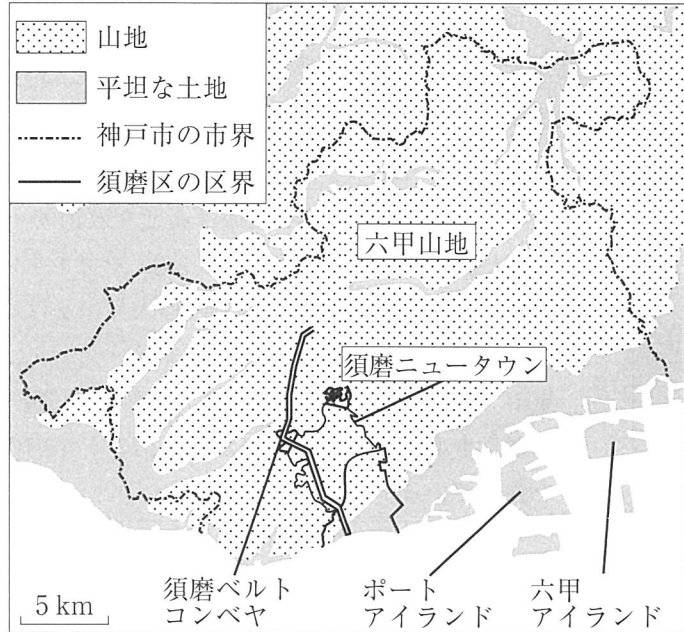 山地
平坦な土地
神戸市の市界
須磨区の区界
六甲山地
須磨ニュータウン
須磨ベルト
コンベヤ
ポート
アイランド
六甲
アイランド
5 km